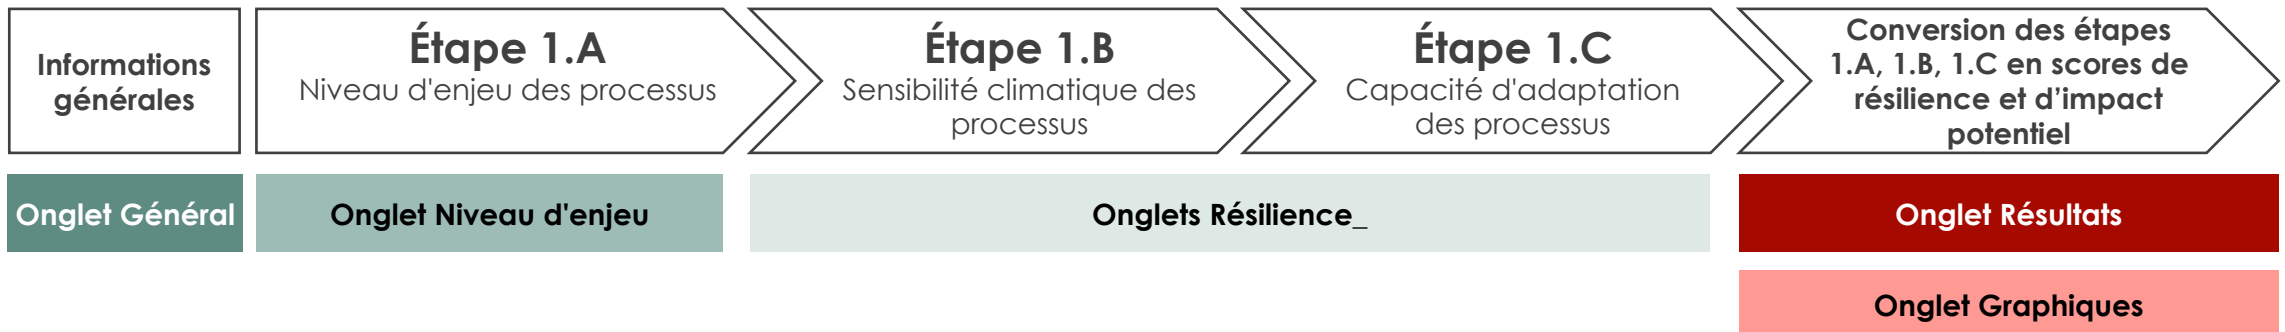 Informations
générales
Étape 1.A
Niveau d'enjeu des processus
Étape 1.B
Sensibilité climatique des
processus
Étape 1.C
Capacité d'adaptation
des processus
Conversion des étapes
1.A, 1.B, 1.C en scores de
résilience et d’impact
potentiel
Onglet Général
Onglet Niveau d'enjeu
Onglets Résilience_
Onglet Résultats
Onglet Graphiques